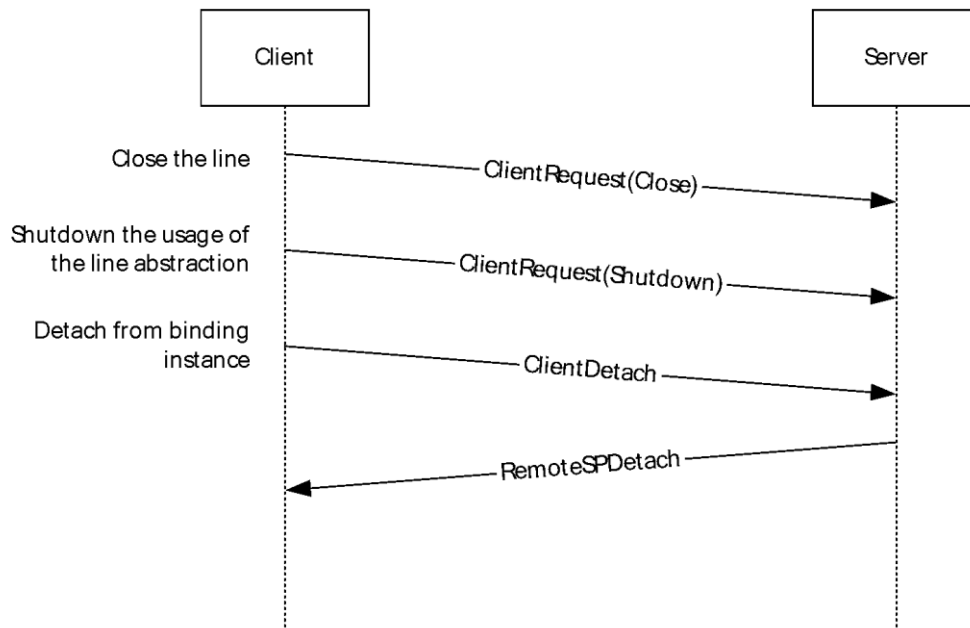 Client
Server
Close the line
ClientRequest(Close)
Shutdown the usage of
the line abstraction
ClientRequest(Shutdown)
Detach from binding
instance
ClientDetach
RemoteSPDetach